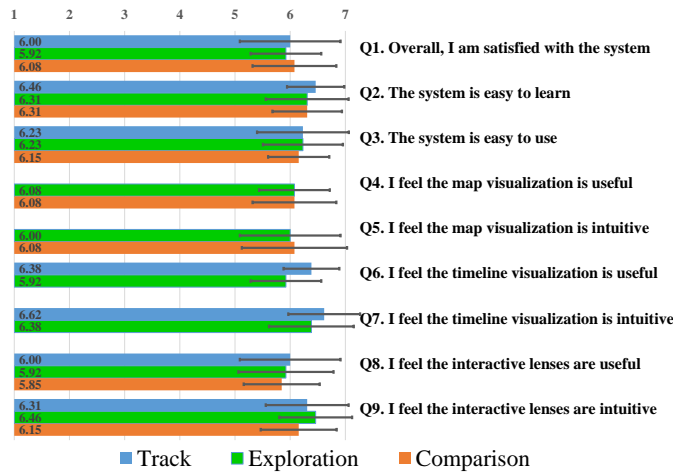 1 2 3 4 5 6 7
6.00
5.92
6.08
Q1. Overall, I am satisfied with the system
6.46
6.31
6.31
Q2. The system is easy to learn
6.23
6.23
6.15
Q3. The system is easy to use
6.08
6.08
Q4. I feel the map visualization is useful
6.00
6.08
Q5. I feel the map visualization is intuitive
6.38
5.92
Q6. I feel the timeline visualization is useful
6.62
6.38
Q7. I feel the timeline visualization is intuitive
6.00
5.92
5.85
Q8. I feel the interactive lenses are useful
6.31
6.46
6.15
Q9. I feel the interactive lenses are intuitive
Track Exploration Comparison